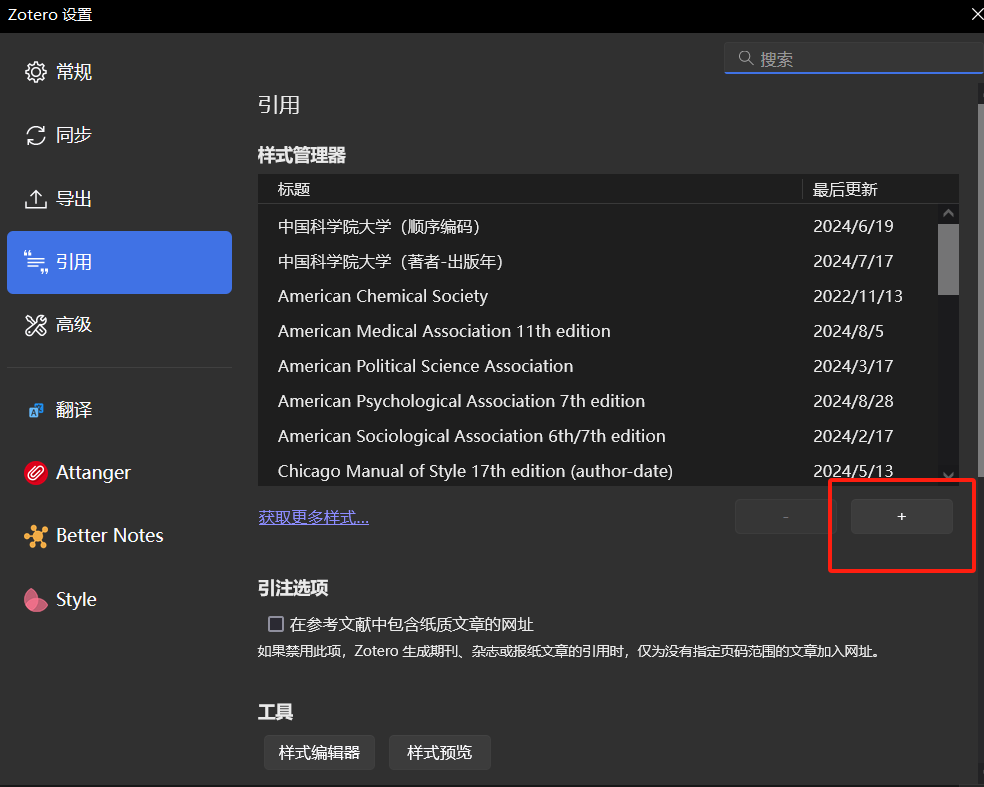 Zotero 设置
常规
同步
导出
引用
高级
翻译
Attanger
Better Notes
Style
搜索
引用
样式管理器
标题 最后更新
中国科学院大学（顺序编码） 2024/6/19
中国科学院大学（著者-出版年） 2024/7/17
American Chemical Society 2022/11/13
American Medical Association 11th edition 2024/8/5
American Political Science Association 2024/3/17
American Psychological Association 7th edition 2024/8/28
American Sociological Association 6th/7th edition 2024/2/17
Chicago Manual of Style 17th edition (author-date) 2024/5/13
获取更多样式... - +
引注选项
在参考文献中包含纸质文章的网址
如果禁用此项，Zotero 生成期刊、杂志或报纸文章的引用时，仅为没有指定页码范围的文章加入网址。
工具
样式编辑器 样式预览